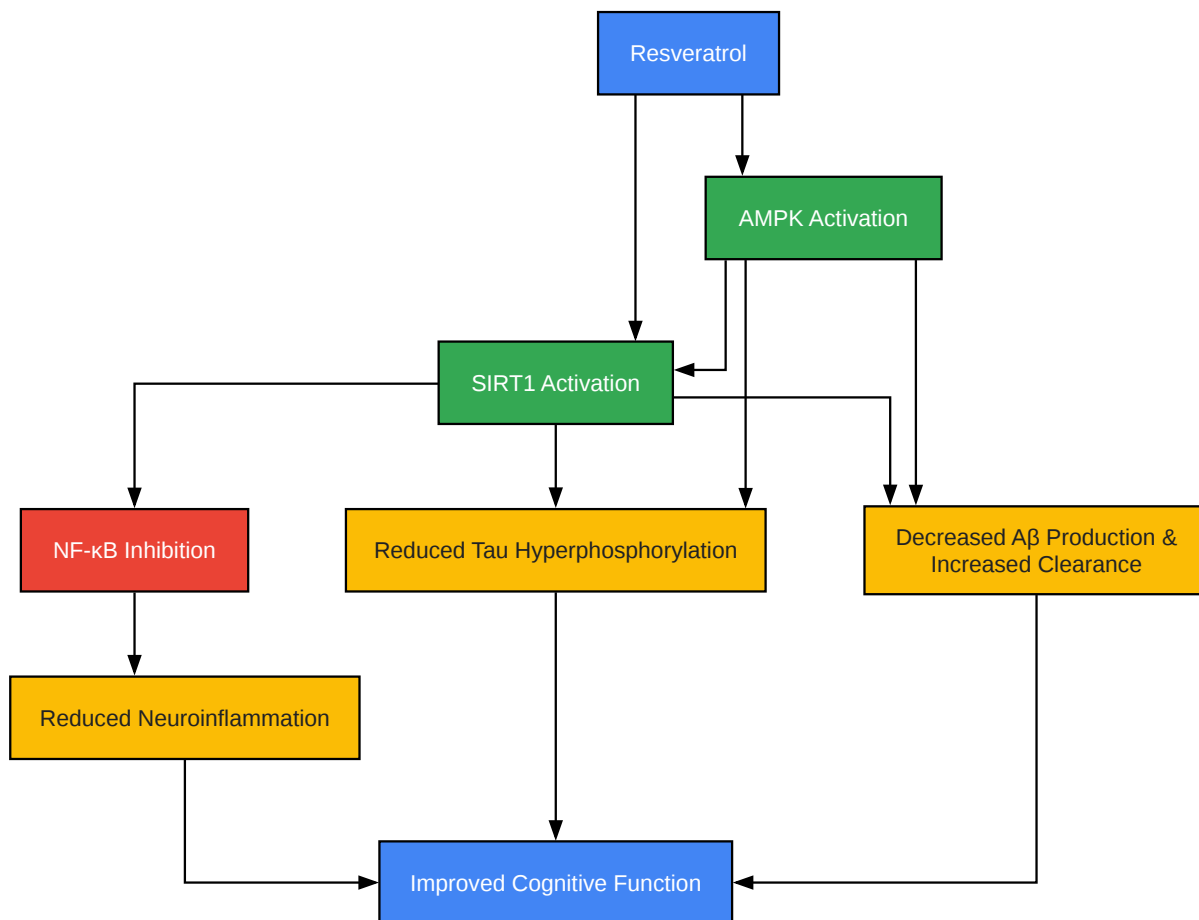 Resveratrol
AMPK Activation
SIRT1 Activation
NF-κB Inhibition
Reduced Tau Hyperphosphorylation
Decreased Aβ Production &
Increased Clearance
Reduced Neuroinflammation
Improved Cognitive Function